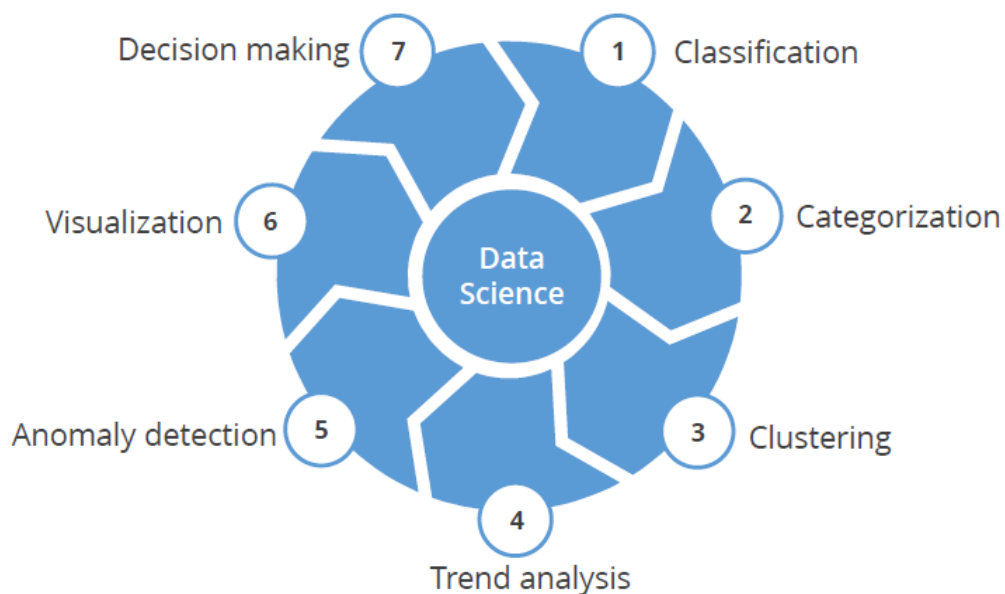 Data
Science
1 Classification
2 Categorization
3 Clustering
4
Trend analysis
5 Anomaly detection
6 Visualization
7 Decision making